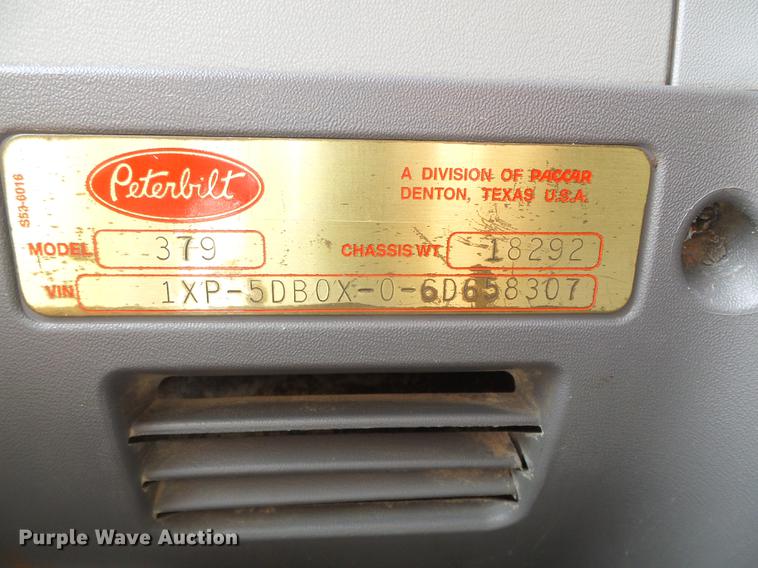 Peterbilt
A DIVISION OF PACCAR
DENTON, TEXAS U.S.A.
S53-6016
MODEL 379 CHASSIS WT 18292
VIN 1XP-5DB0X-0-6D658307
Purple Wave Auction